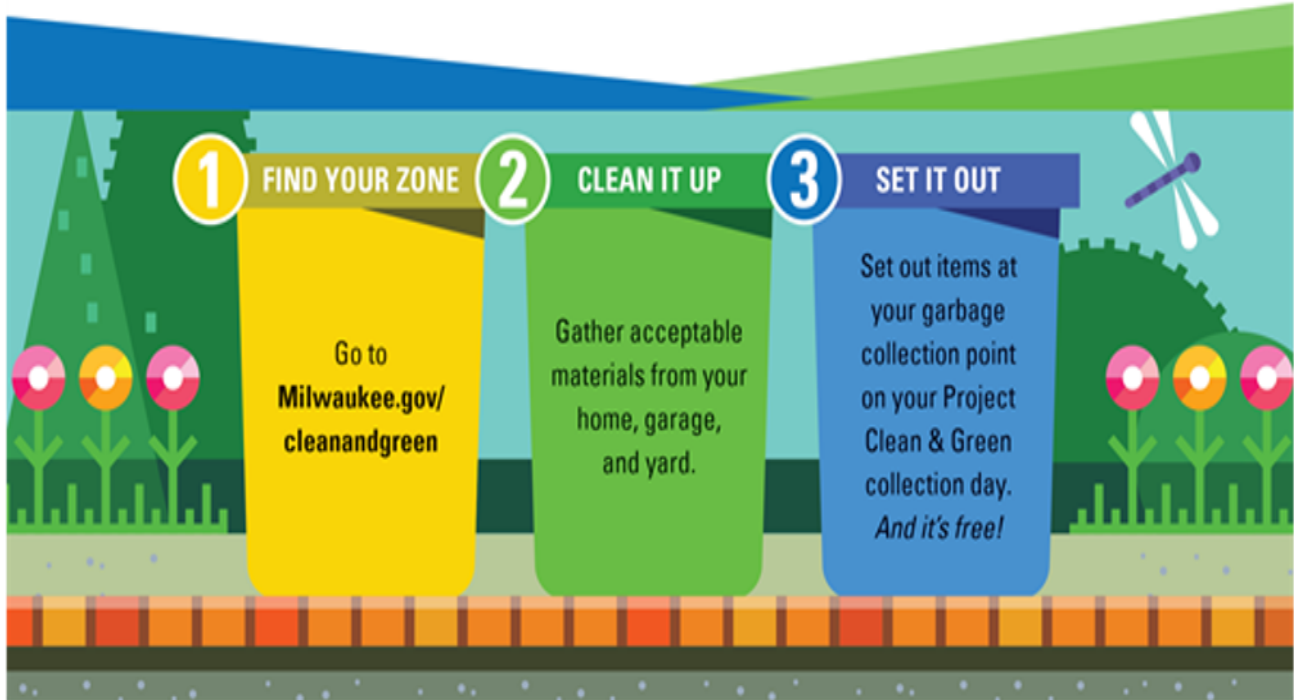 1
FIND YOUR ZONE
Go to
Milwaukee.gov/
cleanandgreen
2
CLEAN IT UP
Gather acceptable
materials from your
home, garage,
and yard.
3
SET IT OUT
Set out items at
your garbage
collection point
on your Project
Clean & Green
collection day.
And it's free!